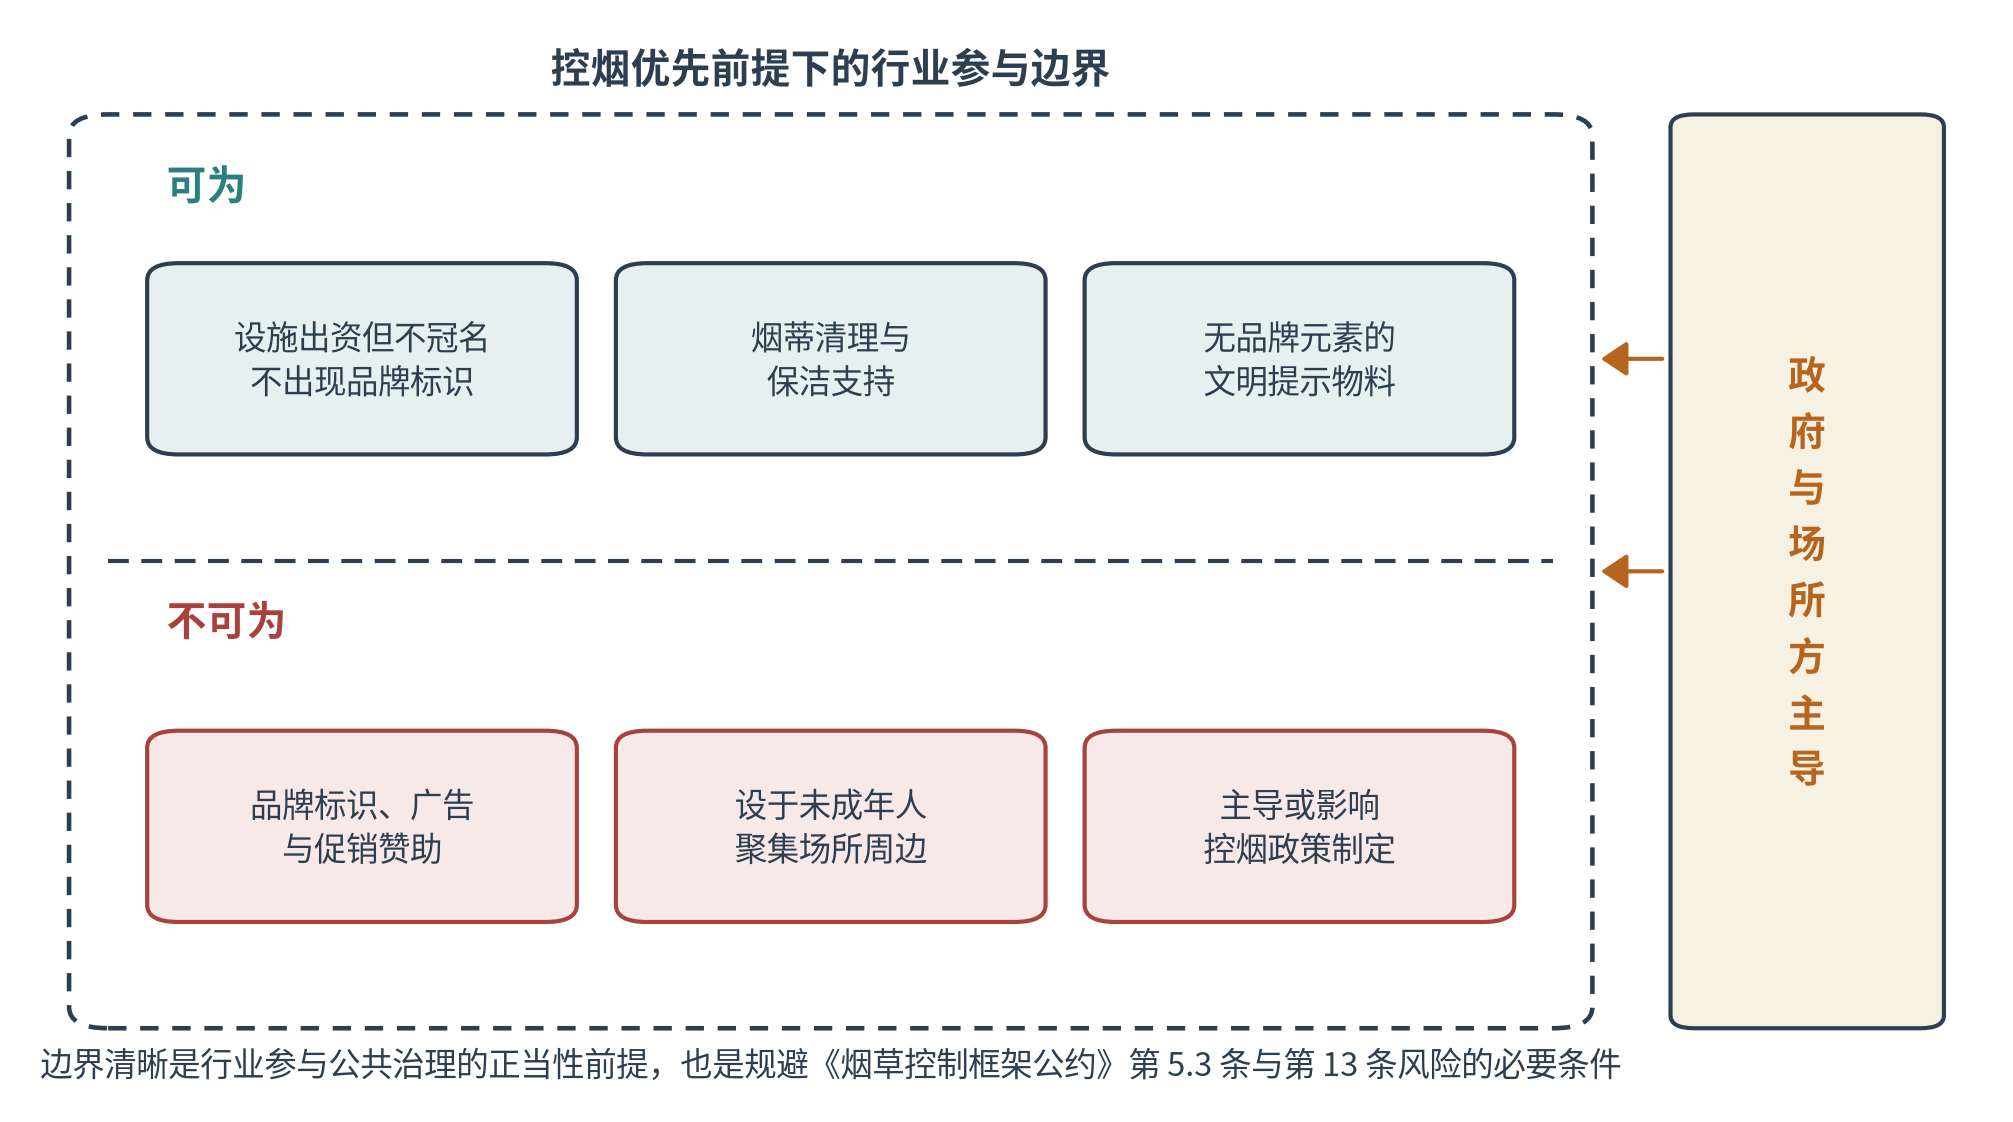 控烟优先前提下的行业参与边界
可为
设施出资但不冠名
不出现品牌标识
烟蒂清理与
保洁支持
无品牌元素的
文明提示物料
不可为
品牌标识、广告
与促销赞助
设于未成年人
聚集场所周边
主导或影响
控烟政策制定
政府与场所方主导
边界清晰是行业参与公共治理的正当性前提，也是规避《烟草控制框架公约》第 5.3 条与第 13 条风险的必要条件